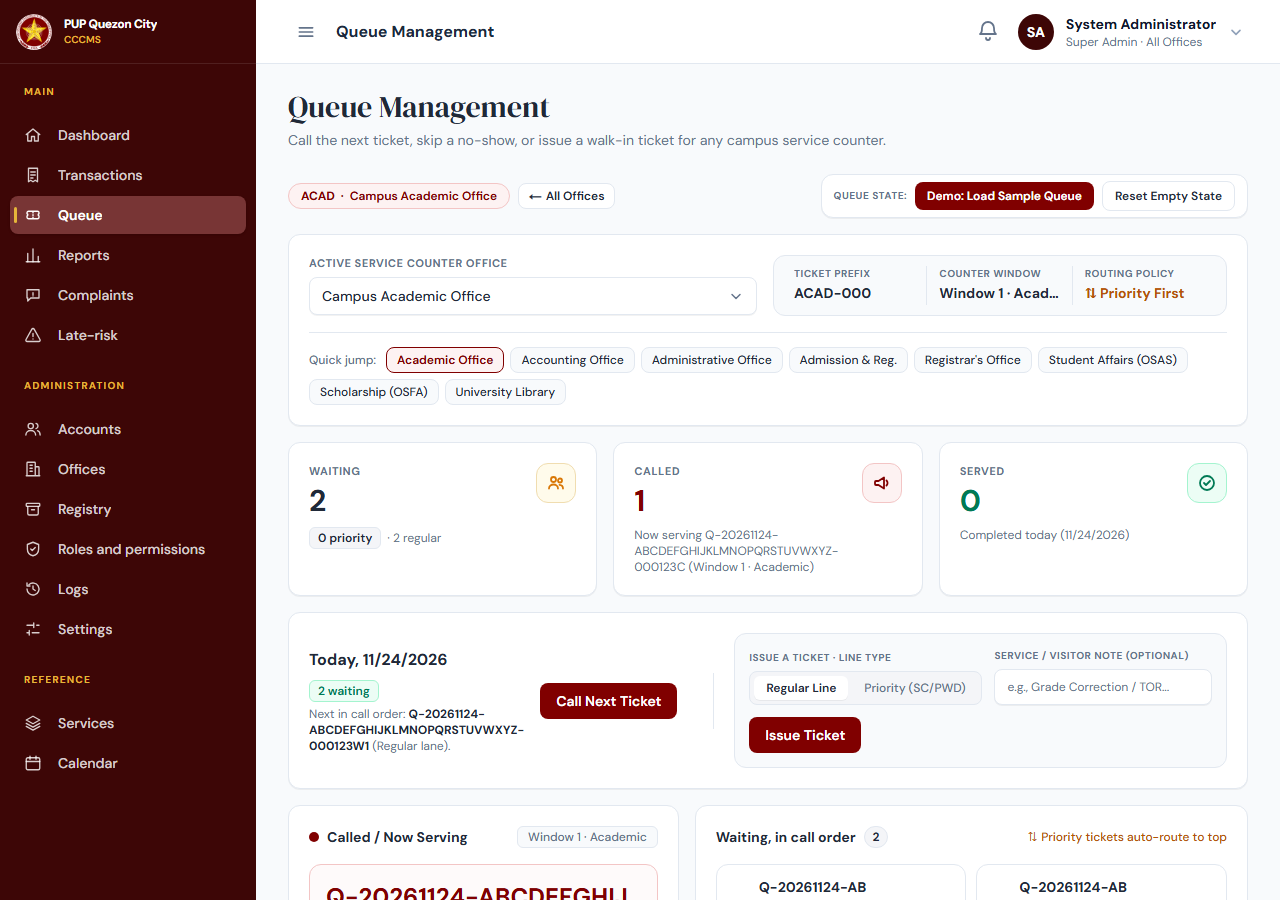 PUP Quezon City
CCCMS
MAIN
Dashboard
Transactions
Queue
Reports
Complaints
Late-risk
ADMINISTRATION
Accounts
Offices
Registry
Roles and permissions
Logs
Settings
REFERENCE
Services
Calendar
Queue Management
SA
System Administrator
Super Admin · All Offices
Queue Management
Call the next ticket, skip a no-show, or issue a walk-in ticket for any campus service counter.
ACAD · Campus Academic Office
← All Offices
QUEUE STATE:
Demo: Load Sample Queue
Reset Empty State
ACTIVE SERVICE COUNTER OFFICE
Campus Academic Office
TICKET PREFIX
ACAD-000
COUNTER WINDOW
Window 1 · Acad...
ROUTING POLICY
⇅ Priority First
Quick jump:
Academic Office
Accounting Office
Administrative Office
Admission & Reg.
Registrar's Office
Student Affairs (OSAS)
Scholarship (OSFA)
University Library
WAITING
2
0 priority · 2 regular
CALLED
1
Now serving Q-20261124-
ABCDEFGHIJKLMNOPQRSTUVWXYZ-
000123C (Window 1 · Academic)
SERVED
0
Completed today (11/24/2026)
Today, 11/24/2026
2 waiting
Next in call order: Q-20261124-
ABCDEFGHIJKLMNOPQRSTUVWXYZ-
000123W1 (Regular lane).
Call Next Ticket
ISSUE A TICKET · LINE TYPE
Regular Line
Priority (SC/PWD)
SERVICE / VISITOR NOTE (OPTIONAL)
e.g., Grade Correction / TOR...
Issue Ticket
Called / Now Serving
Window 1 · Academic
Q-20261124-ABCDEFGHIJ
Waiting, in call order 2
⇅ Priority tickets auto-route to top
Q-20261124-AB
Q-20261124-AB